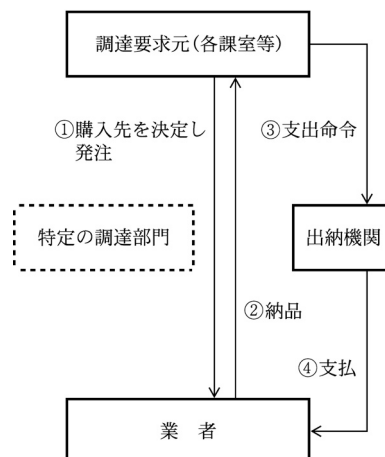 調達要求元(各課室等)
①購入先を決定し
発注
③支出命令
特定の調達部門
出納機関
②納品
④支払
業　者